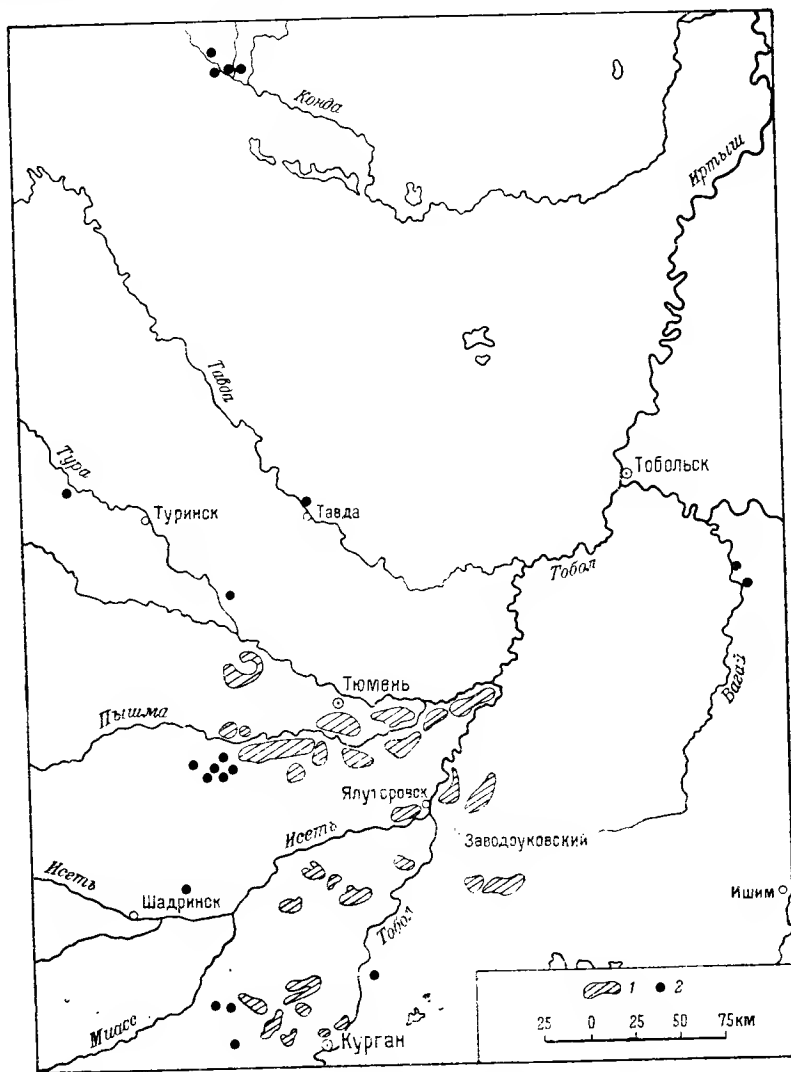 Конда
Иртыш
Тавда
Тура
Туринск
Тавда
Тобольск
Тобол
Вагай
Тюмень
Пышма
Ялуторовск
Исеть
Заводоуковский
Исеть
Шадринск
Тобол
Ишим
Миасс
Курган
1 2
25 0 25 50 75км